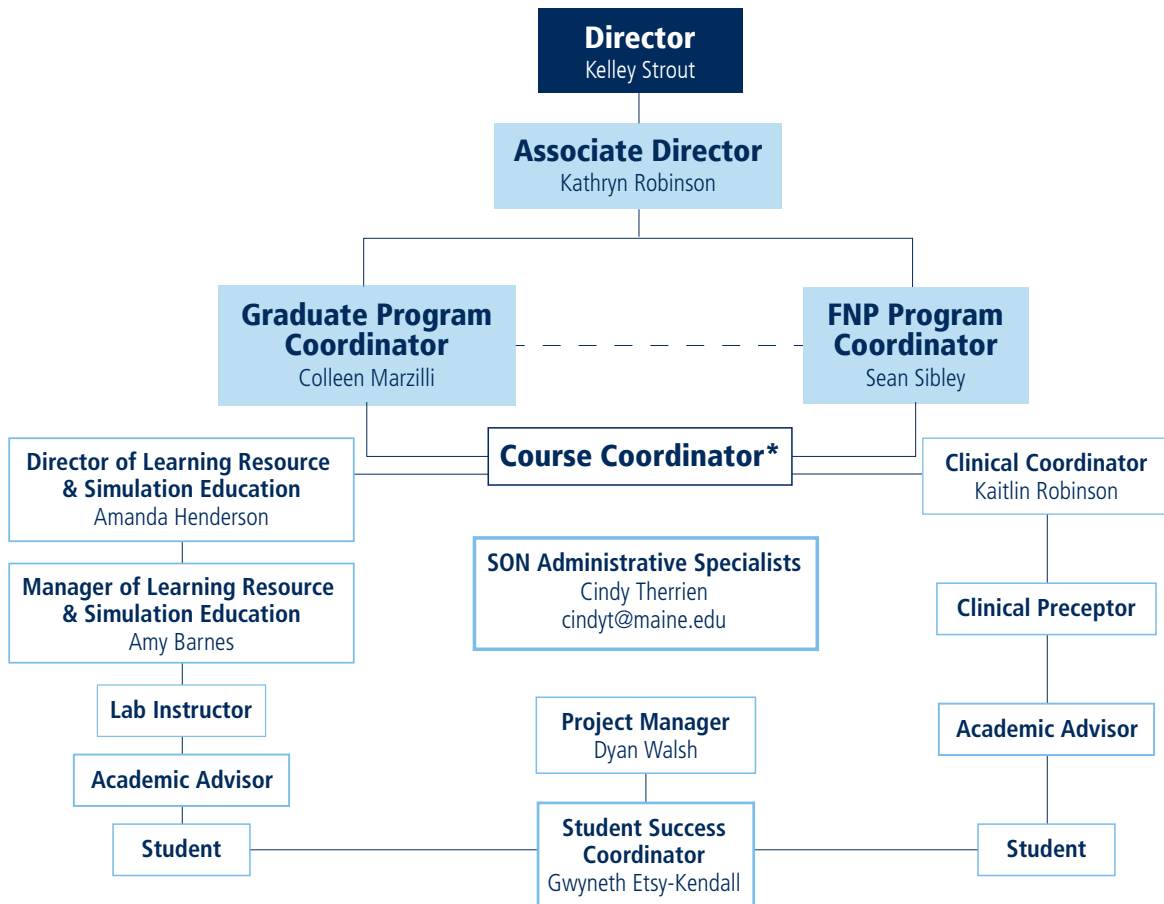 Director
Kelley Strout
Associate Director
Kathryn Robinson
Graduate Program
Coordinator
Colleen Marzilli
FNP Program
Coordinator
Sean Sibley
Course Coordinator*
Director of Learning Resource
& Simulation Education
Amanda Henderson
Clinical Coordinator
Kaitlin Robinson
SON Administrative Specialists
Cindy Therrien
cindyt@maine.edu
Manager of Learning Resource
& Simulation Education
Amy Barnes
Clinical Preceptor
Lab Instructor
Project Manager
Dyan Walsh
Academic Advisor
Academic Advisor
Student
Student Success
Coordinator
Gwyneth Etsy-Kendall
Student